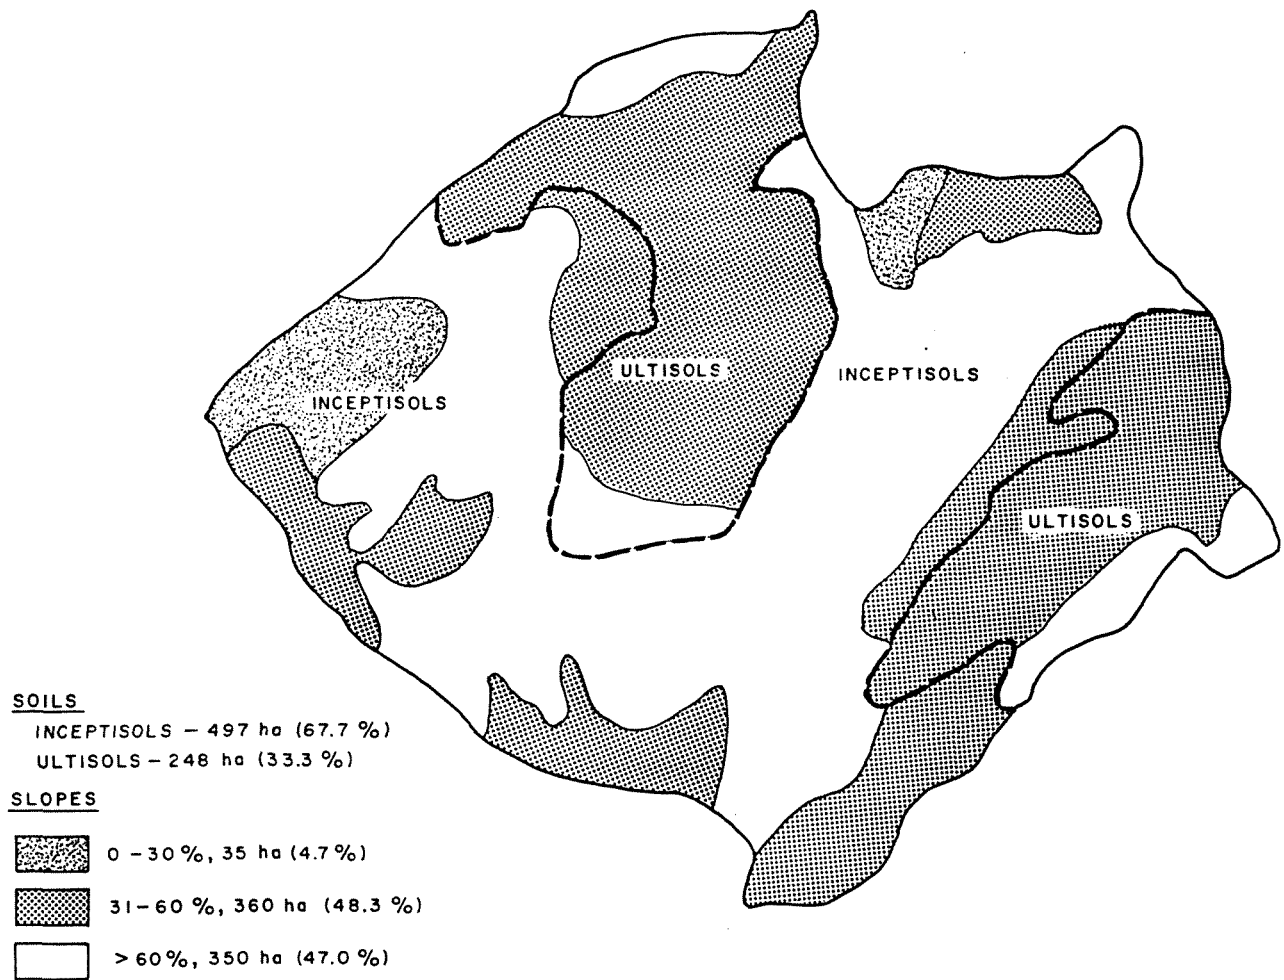 ULTISOLS
INCEPTISOLS
INCEPTISOLS
ULTISOLS
SOILS
INCEPTISOLS – 497 ha (67.7 %)
ULTISOLS – 248 ha (33.3 %)
SLOPES
0 – 30 %, 35 ha (4.7 %)
31 – 60 %, 360 ha (48.3 %)
> 60 %, 350 ha (47.0 %)